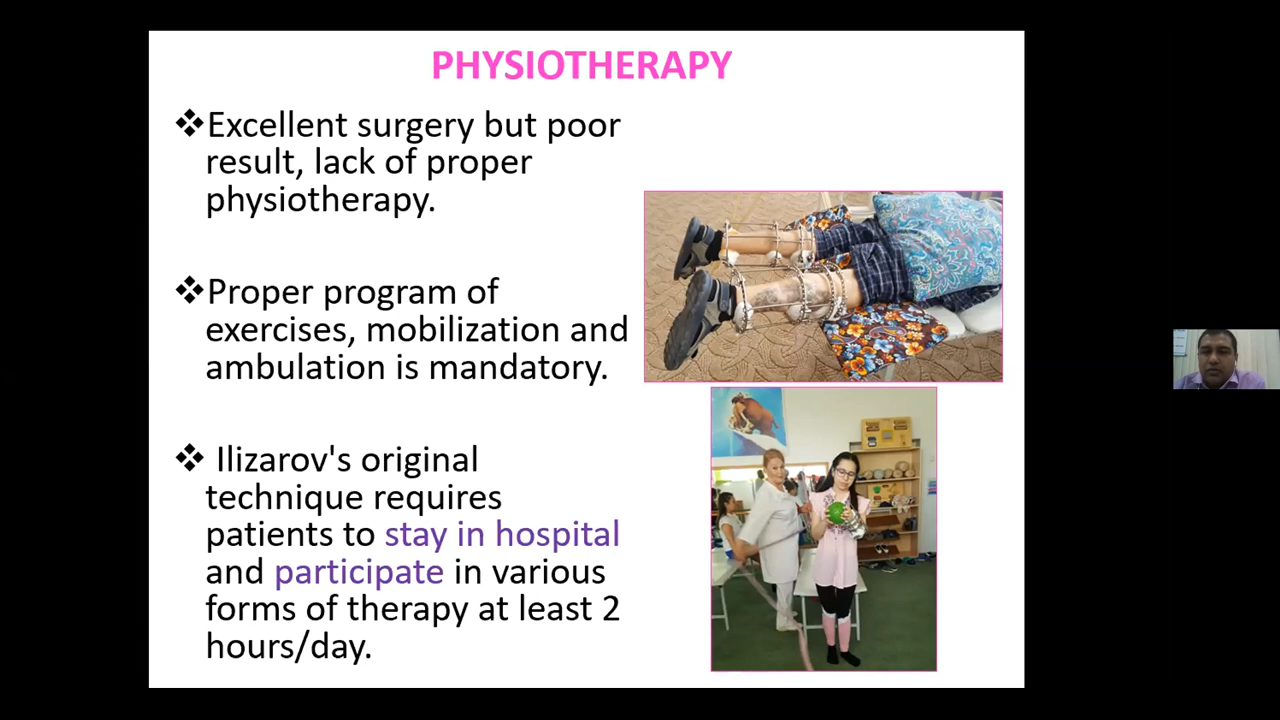 PHYSIOTHERAPY
❖Excellent surgery but poor
result, lack of proper
physiotherapy.
❖Proper program of
exercises, mobilization and
ambulation is mandatory.
❖ Ilizarov's original
technique requires
patients to stay in hospital
and participate in various
forms of therapy at least 2
hours/day.